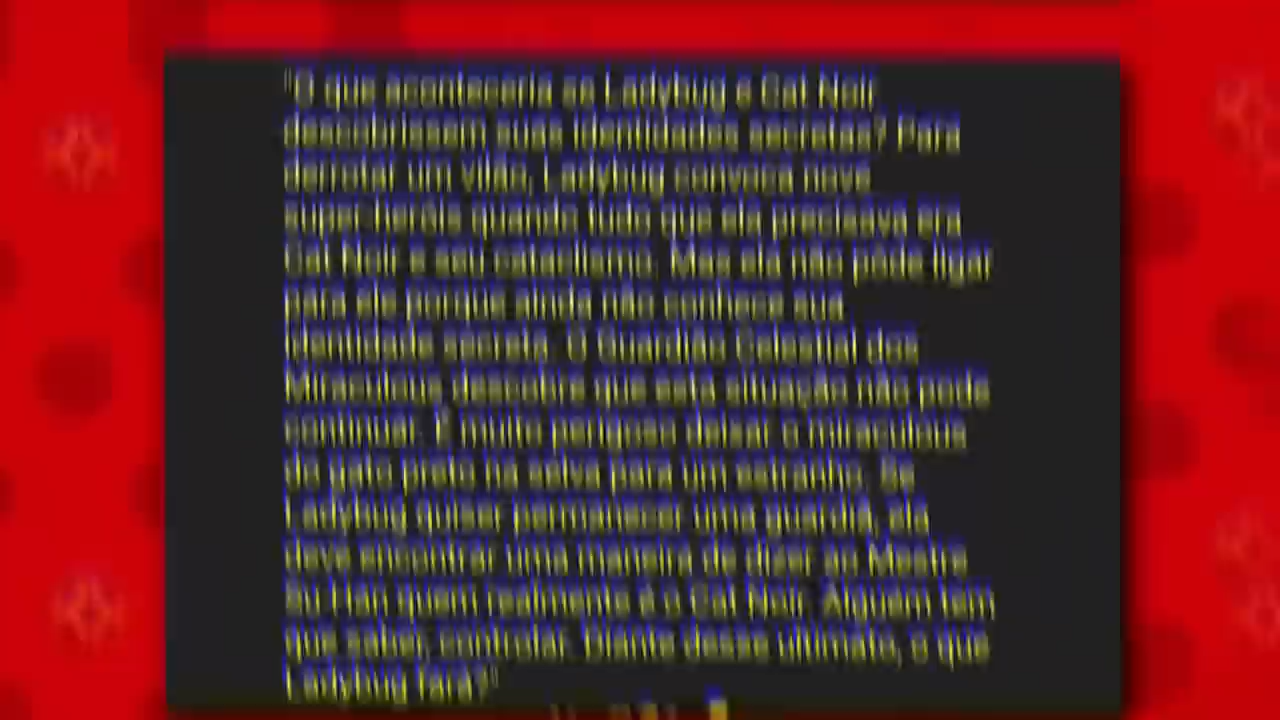 "O que aconteceria se Ladybug e Cat Noir
descobrissem suas identidades secretas? Para
derrotar um vilão, Ladybug convoca nove
super heróis quando tudo que ela precisava era
Cat Noir e seu cataclismo. Mas ela não pôde ligar
para ele porque ainda não conhece sua
identidade secreta. O Guardião Celestial dos
Miraculous descobre que esta situação não pode
continuar. É muito perigoso deixar o miraculous
do gato preto na selva para um estranho. Se
Ladybug quiser permanecer uma guardiã, ela
deve encontrar uma maneira de dizer ao Mestre
Su-Han quem realmente é o Cat Noir. Alguém tem
que saber, controlar. Diante desse ultimato, o que
Ladybug fará?"